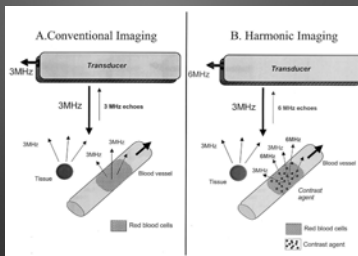 A.Conventional Imaging
Transducer
3MHz
3MHz
3 MHz echoes
3MHz
3MHz
3MHz
3MHz
Tissue
Blood vessel
Red blood cells
B. Harmonic Imaging
Transducer
6MHz
3MHz
6 MHz echoes
6MHz
3MHz
3MHz
3MHz
6MHz
3MHz
Tissue
Blood vessel
Contrast
agent
Red blood cells
Contrast agent